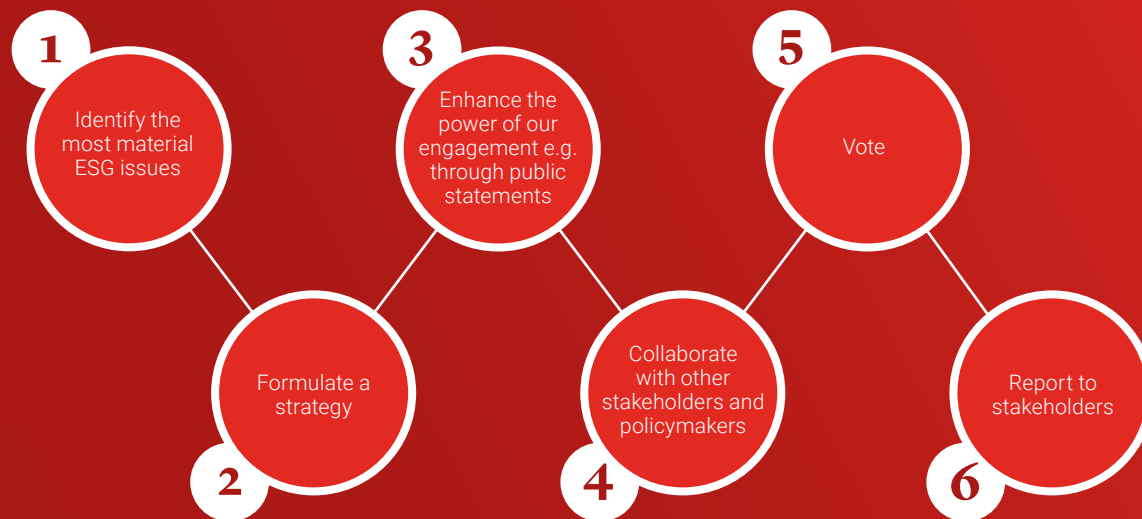 1
Identify the
most material
ESG issues
2
Formulate a
strategy
3
Enhance the
power of our
engagement e.g.
through public
statements
4
Collaborate
with other
stakeholders and
policymakers
5
Vote
6
Report to
stakeholders